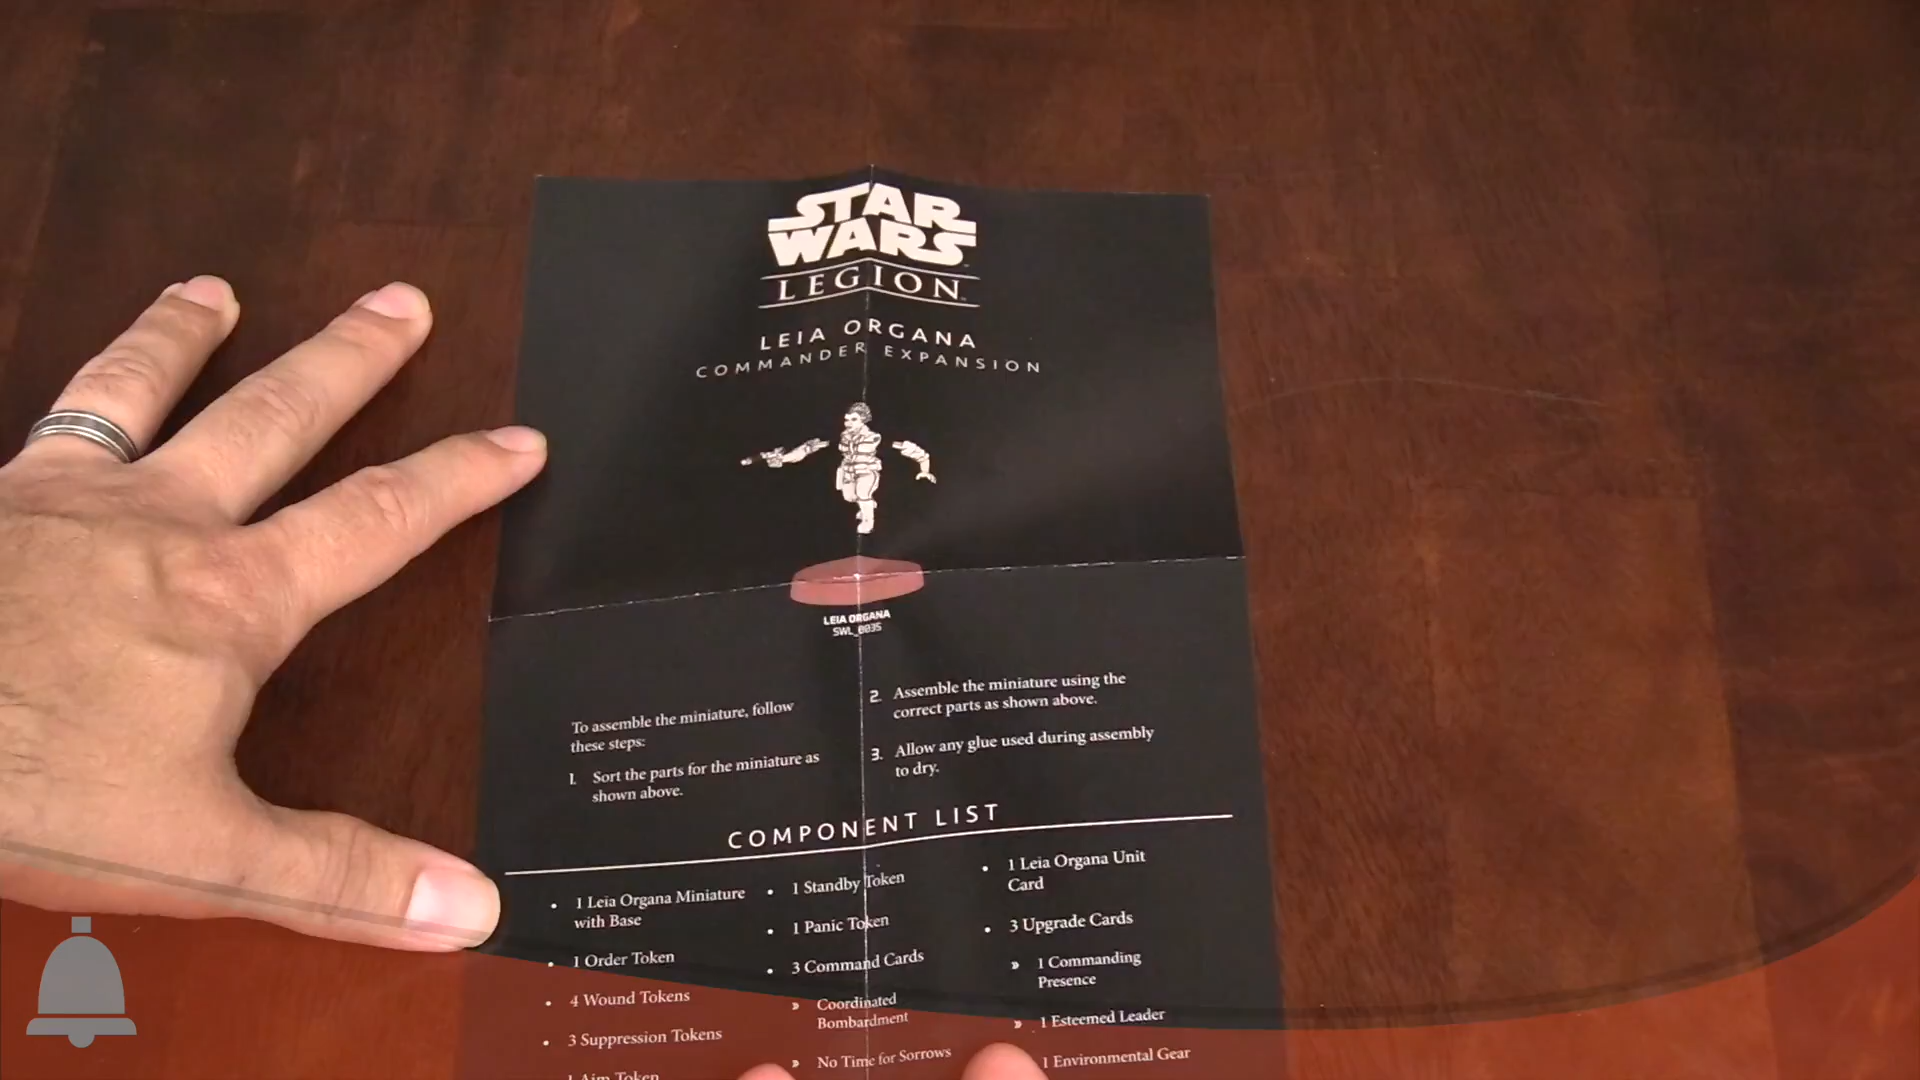 STAR
WARS
LEGION
LEIA ORGANA
COMMANDER EXPANSION
LEIA ORGANA
SWL_0035
To assemble the miniature, follow
these steps:
1. Sort the parts for the miniature as
shown above.
2. Assemble the miniature using the
correct parts as shown above.
3. Allow any glue used during assembly
to dry.
COMPONENT LIST
• 1 Leia Organa Miniature
with Base
• 1 Order Token
• 4 Wound Tokens
• 3 Suppression Tokens
1 Aim Token
• 1 Standby Token
• 1 Panic Token
• 3 Command Cards
» Coordinated
Bombardment
» No Time for Sorrows
• 1 Leia Organa Unit
Card
• 3 Upgrade Cards
» 1 Commanding
Presence
» 1 Esteemed Leader
1 Environmental Gear